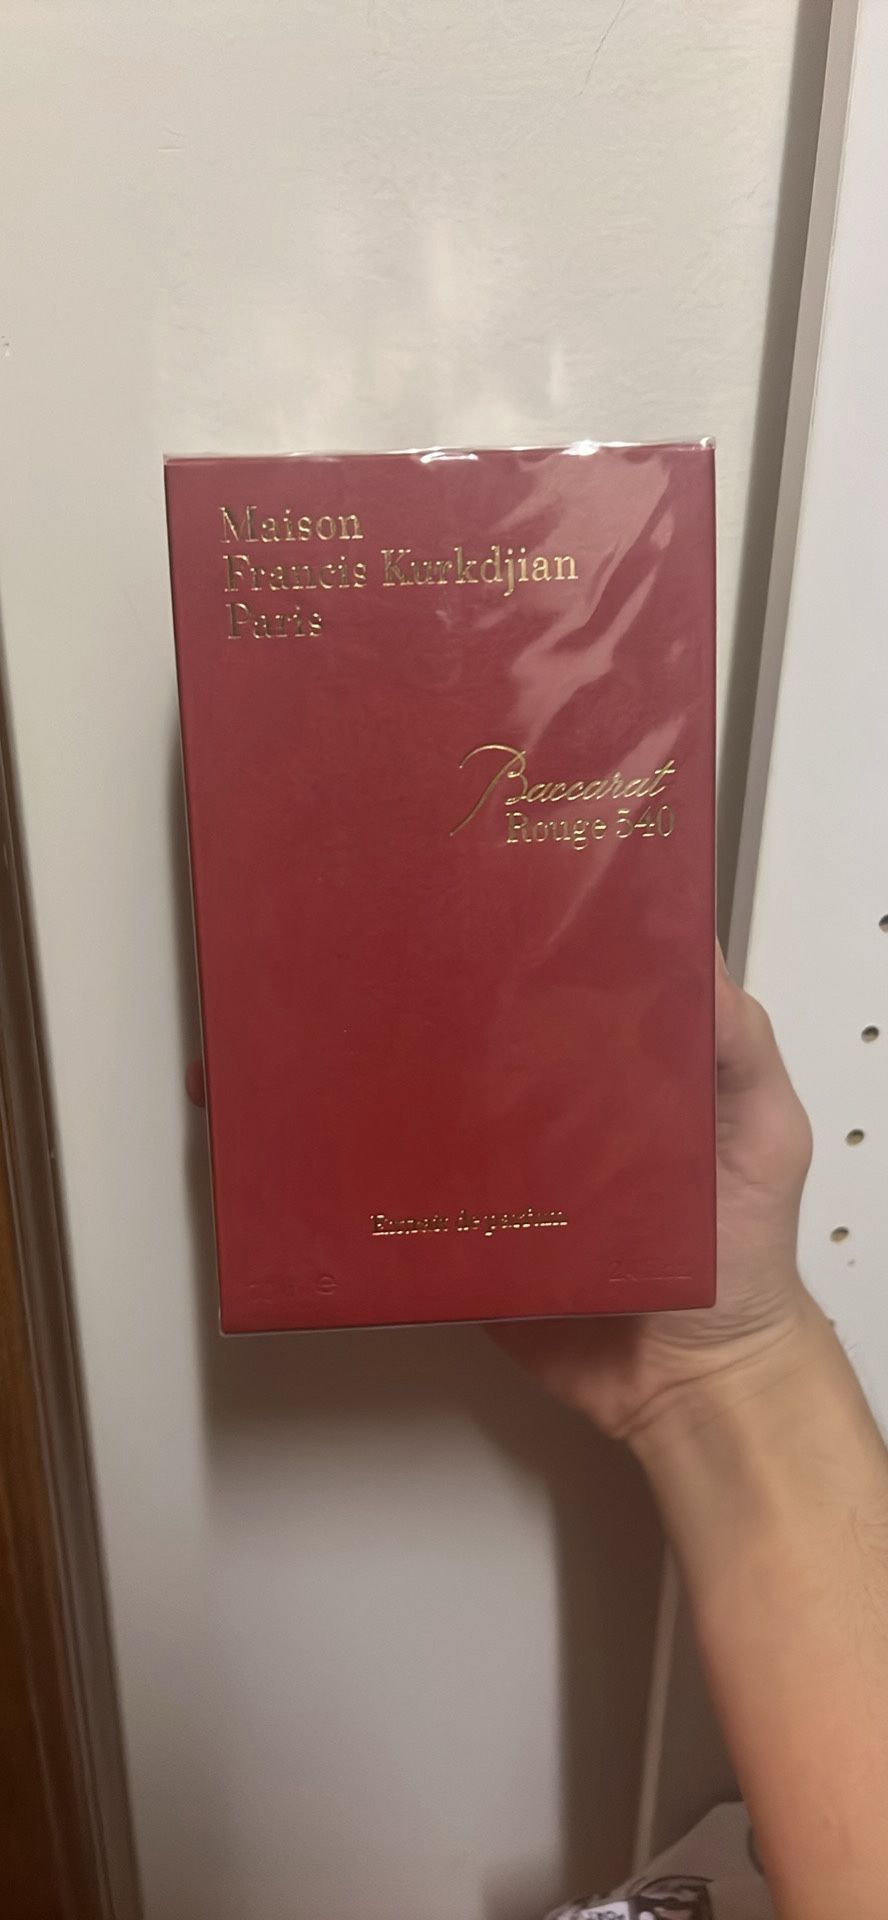 Maison
Francis Kurkdjian
Paris
Baccarat
Rouge 540
Extrait de parfum